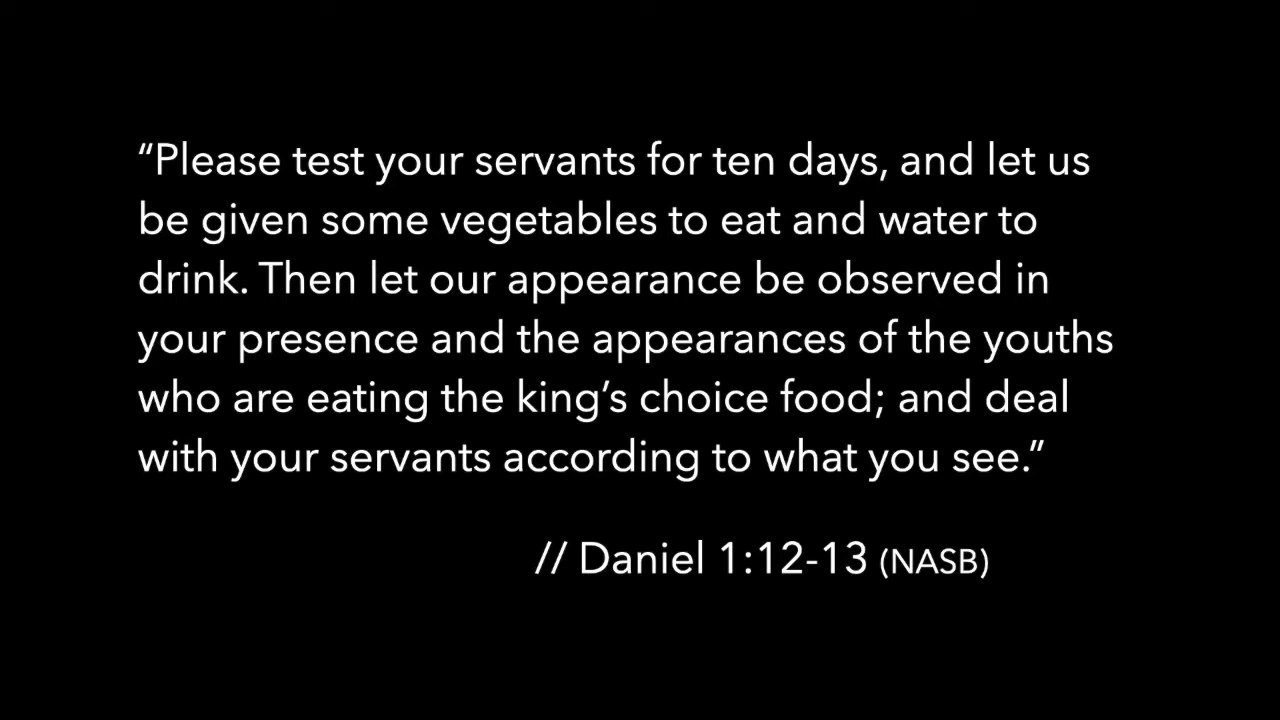 “Please test your servants for ten days, and let us
be given some vegetables to eat and water to
drink. Then let our appearance be observed in
your presence and the appearances of the youths
who are eating the king’s choice food; and deal
with your servants according to what you see.”
// Daniel 1:12-13 (NASB)